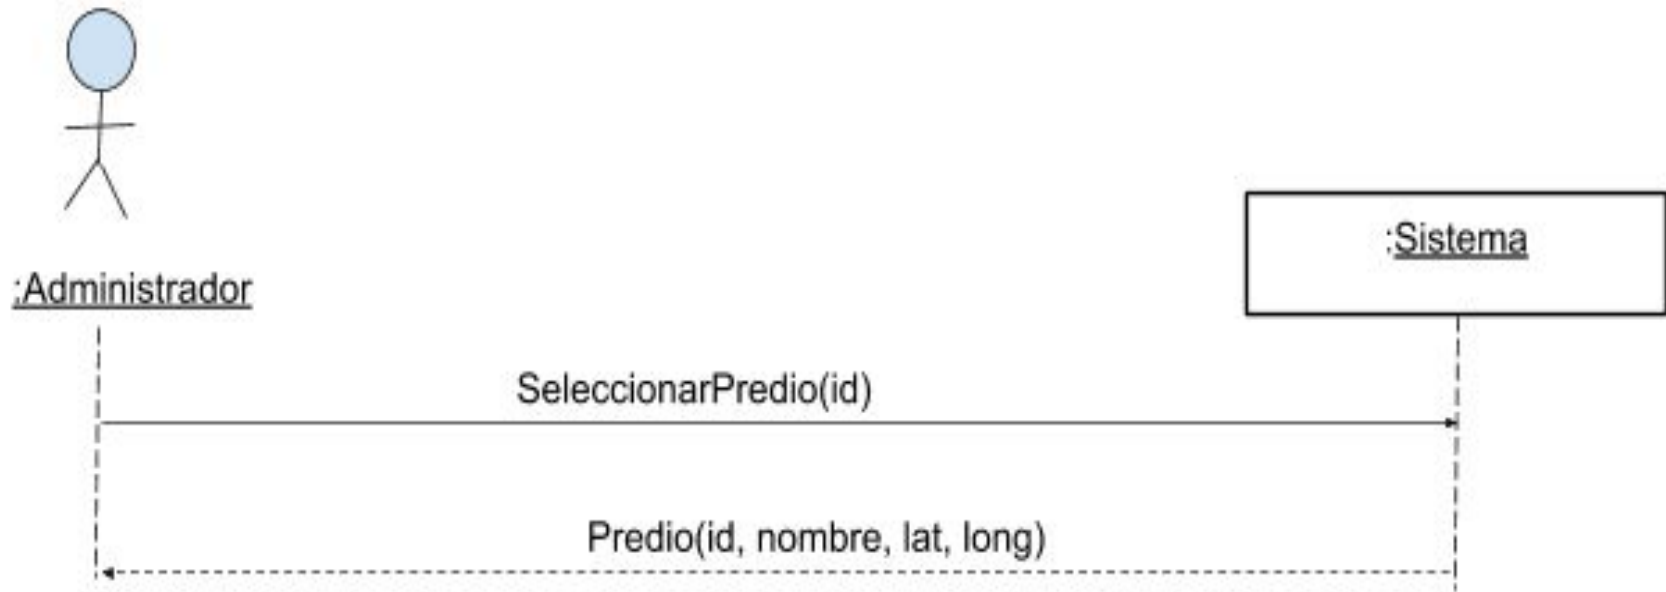 :Sistema
:Administrador
SeleccionarPredio(id)
Predio(id, nombre, lat, long)